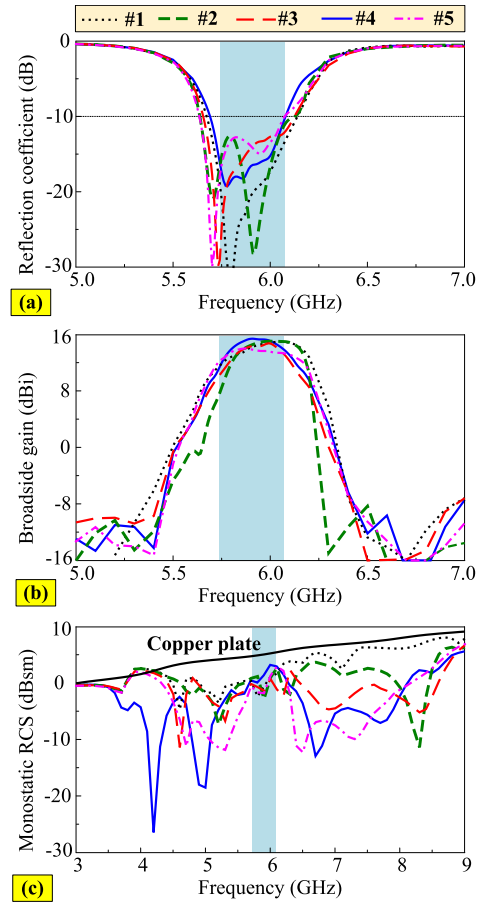 #1 #2 #3 #4 #5
0
-10
-20
-30
Reflection coefficient (dB)
5.0 5.5 6.0 6.5 7.0
Frequency (GHz)
(a)
16
8
0
-8
-16
Broadside gain (dBi)
5.0 5.5 6.0 6.5 7.0
Frequency (GHz)
(b)
10
0
-10
-20
-30
Monostatic RCS (dBsm)
Copper plate
3 4 5 6 7 8 9
Frequency (GHz)
(c)